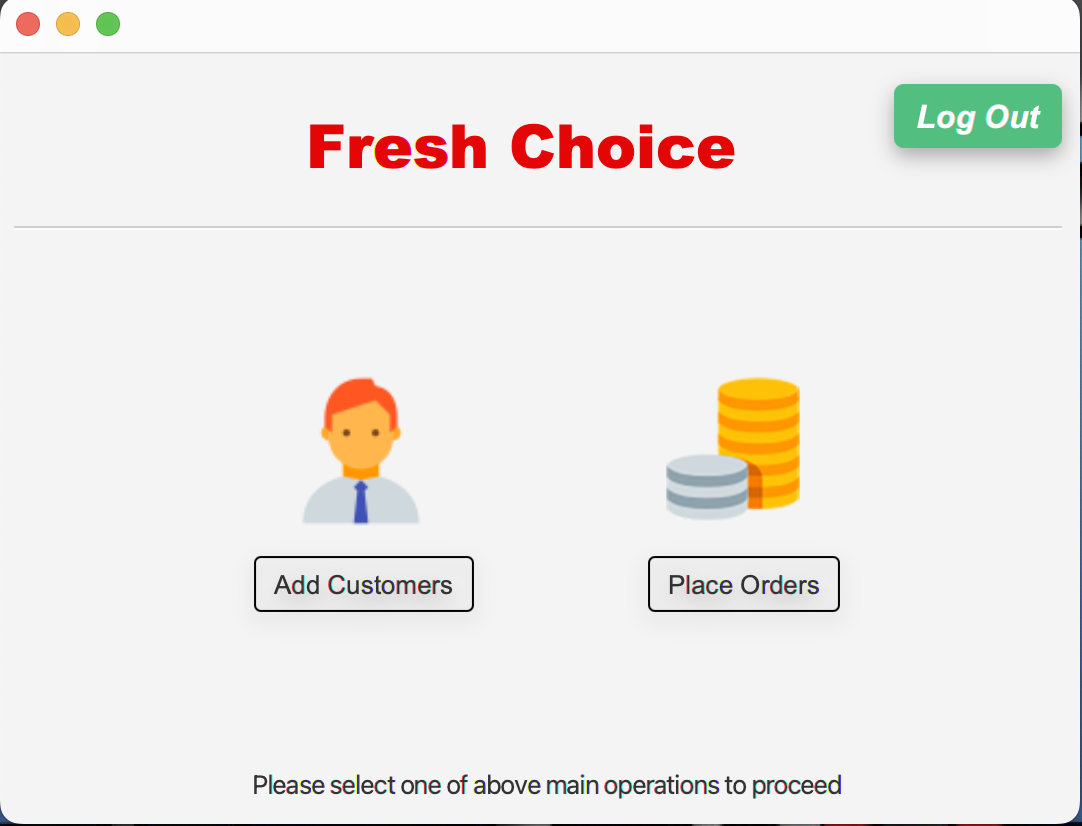 Log Out
Fresh Choice
Add Customers
Place Orders
Please select one of above main operations to proceed